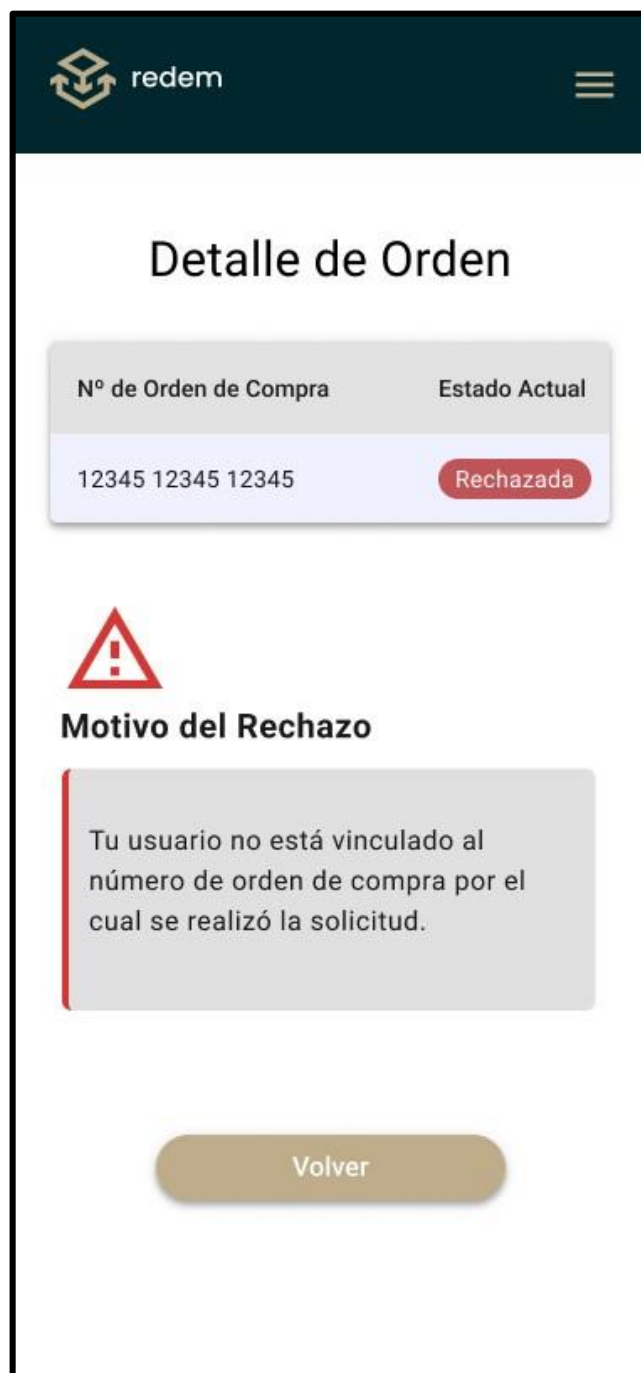 redem
Detalle de Orden
Nº de Orden de Compra Estado Actual
12345 12345 12345 Rechazada
Motivo del Rechazo
Tu usuario no está vinculado al
número de orden de compra por el
cual se realizó la solicitud.
Volver